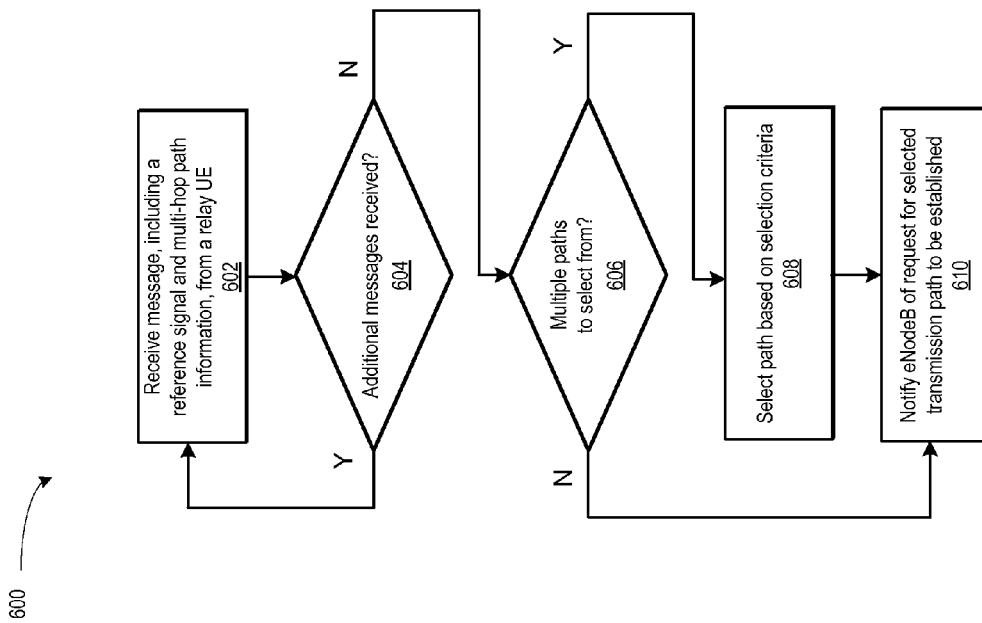 600
Receive message, including a
reference signal and multi-hop path
information, from a relay UE
602
Additional messages received?
604
Y
N
Multiple paths
to select from?
606
N
Y
Select path based on selection criteria
608
Notify eNodeB of request for selected
transmission path to be established
610